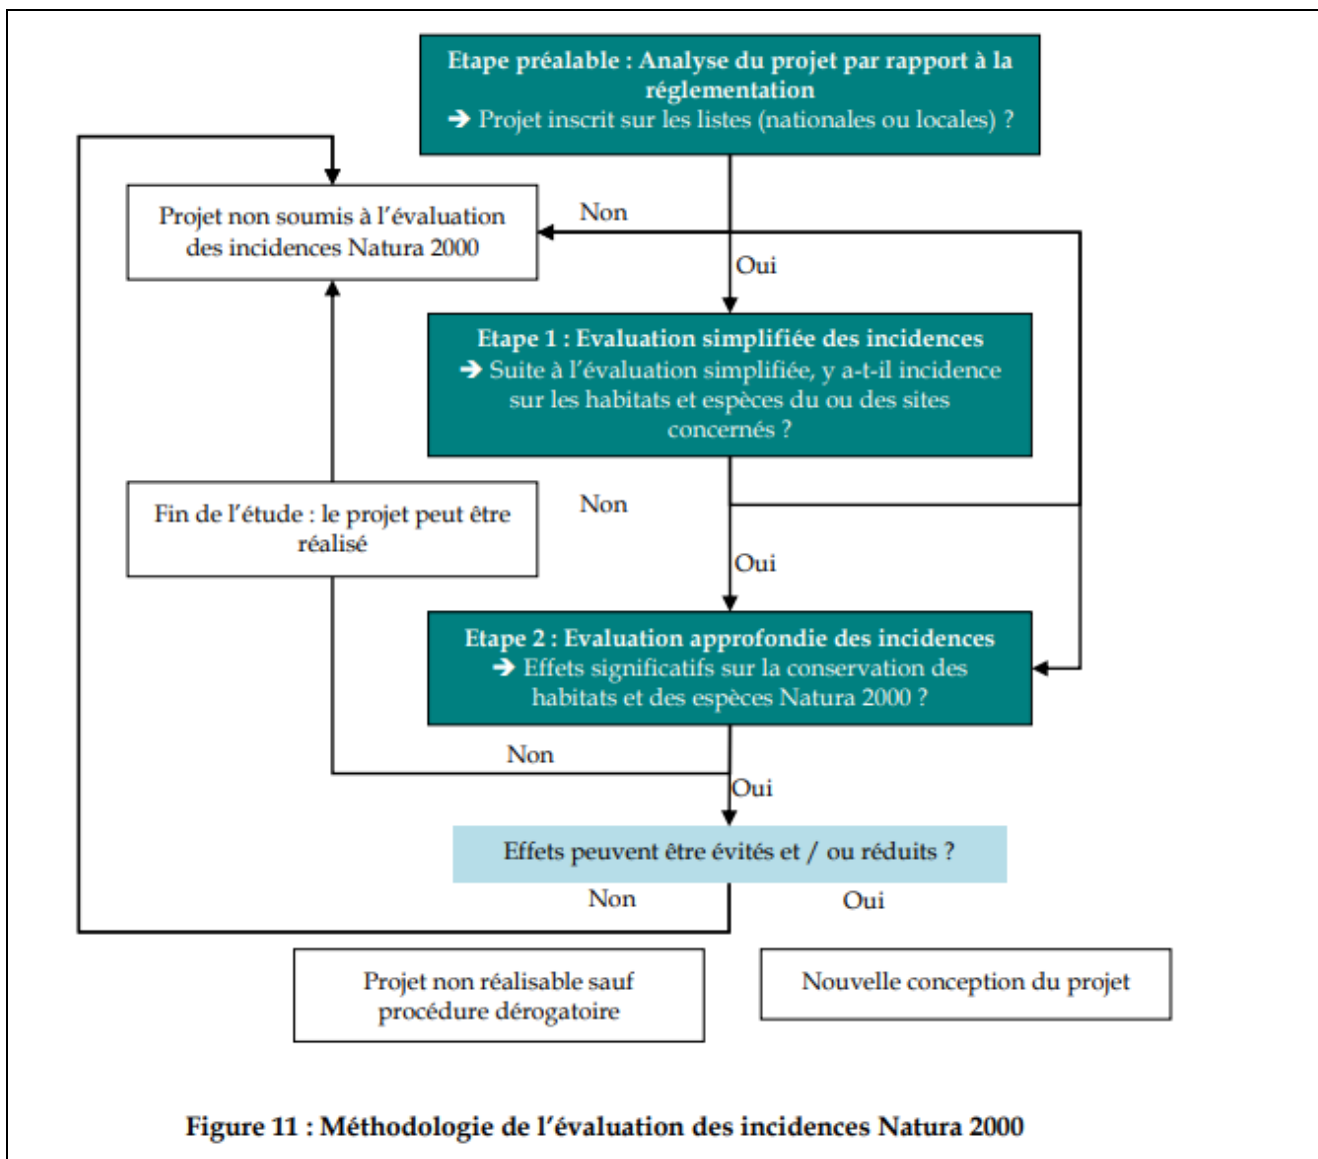 Etape préalable : Analyse du projet par rapport à la
réglementation
➔ Projet inscrit sur les listes (nationales ou locales) ?
Projet non soumis à l’évaluation
des incidences Natura 2000
Non
Oui
Etape 1 : Evaluation simplifiée des incidences
➔ Suite à l’évaluation simplifiée, y a-t-il incidence
sur les habitats et espèces du ou des sites
concernés ?
Fin de l’étude : le projet peut être
réalisé
Non
Oui
Etape 2 : Evaluation approfondie des incidences
➔ Effets significatifs sur la conservation des
habitats et des espèces Natura 2000 ?
Non
Oui
Effets peuvent être évités et / ou réduits ?
Non
Oui
Projet non réalisable sauf
procédure dérogatoire
Nouvelle conception du projet
Figure 11 : Méthodologie de l’évaluation des incidences Natura 2000